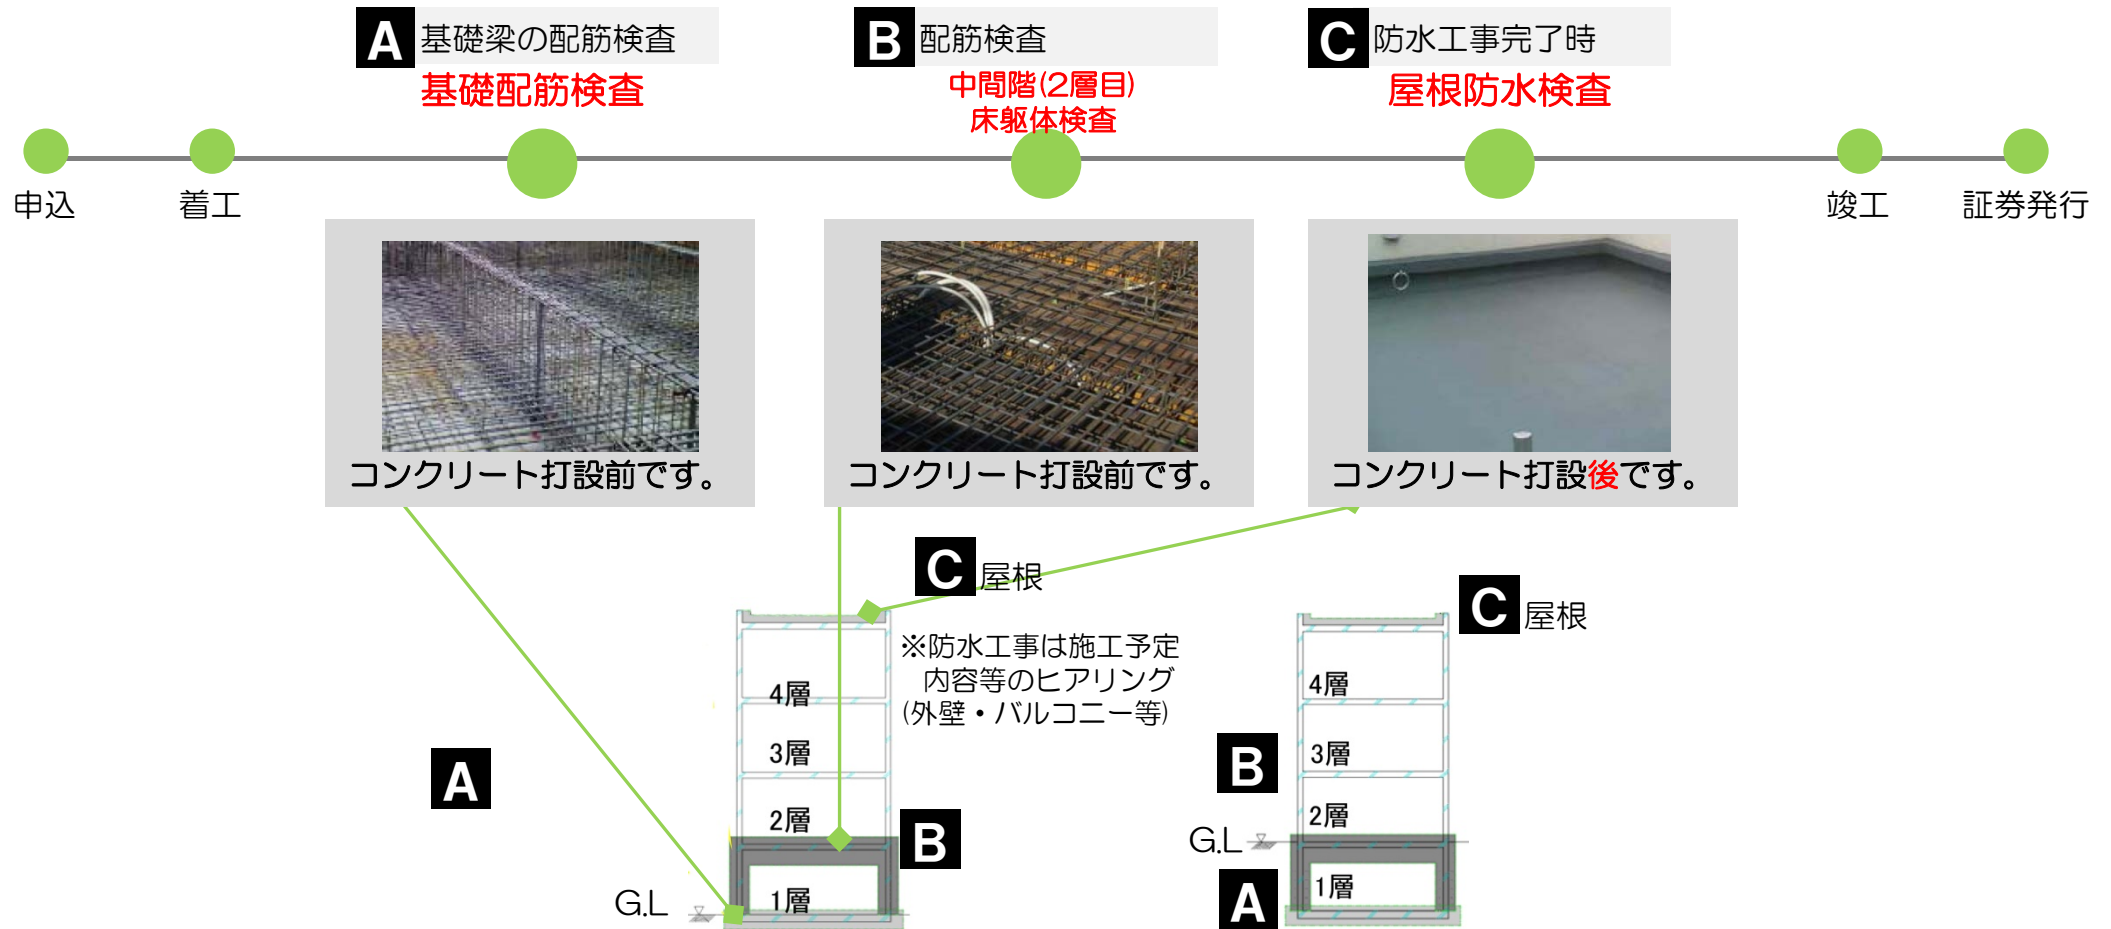 A 基礎梁の配筋検査
基礎配筋検査
B 配筋検査
中間階(2層目)
床躯体検査
C 防水工事完了時
屋根防水検査
申込
着工
竣工
証券発行
コンクリート打設前です。
コンクリート打設前です。
コンクリート打設後です。
C 屋根
※防水工事は施工予定
内容等のヒアリング
(外壁・バルコニー等)
4層
3層
2層
1層
A
B
G.L
C 屋根
4層
3層
2層
1層
B
G.L
A